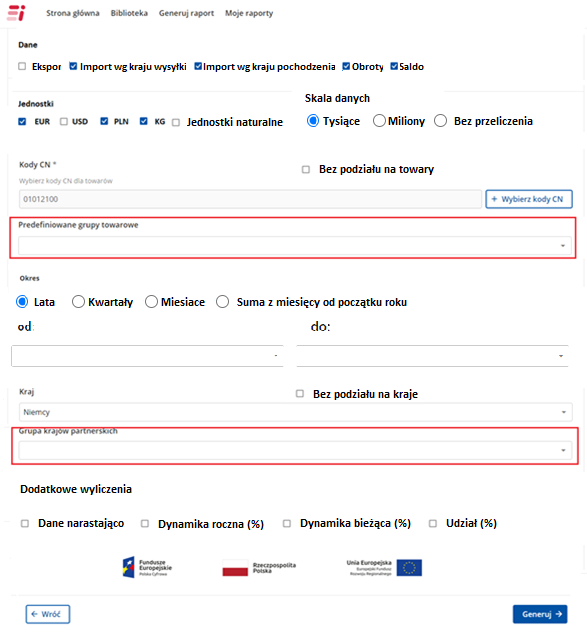 Strona główna Biblioteka Generuj raport Moje raporty
Dane
Ekspor Import wg kraju wysyłki Import wg kraju pochodzenia Obroty Saldo
Jednostki
EUR USD PLN KG Jednostki naturalne
Skala danych
Tysiące Miliony Bez przeliczenia
Kody CN *
Bez podziału na towary
Wybierz kody CN dla towarów
01012100
+ Wybierz kody CN
Predefiniowane grupy towarowe
Okres
Lata Kwartały Miesiace Suma z miesięcy od początku roku
od
do:
Kraj
Bez podziału na kraje
Niemcy
Grupa krajów partnerskich
Dodatkowe wyliczenia
Dane narastająco Dynamika roczna (%) Dynamika bieżąca (%) Udział (%)
Fundusze
Europejskie
Polska Cyfrowa
Rzeczpospolita
Polska
Unia Europejska
Europejski Fundusz
Rozwoju Regionalnego
← Wróć
Generuj →